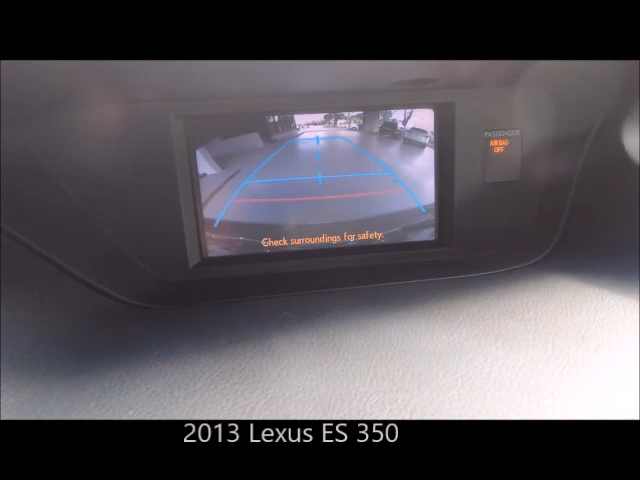 PASSENGER
AIR BAG
OFF
Check surroundings for safety.
2013 Lexus ES 350